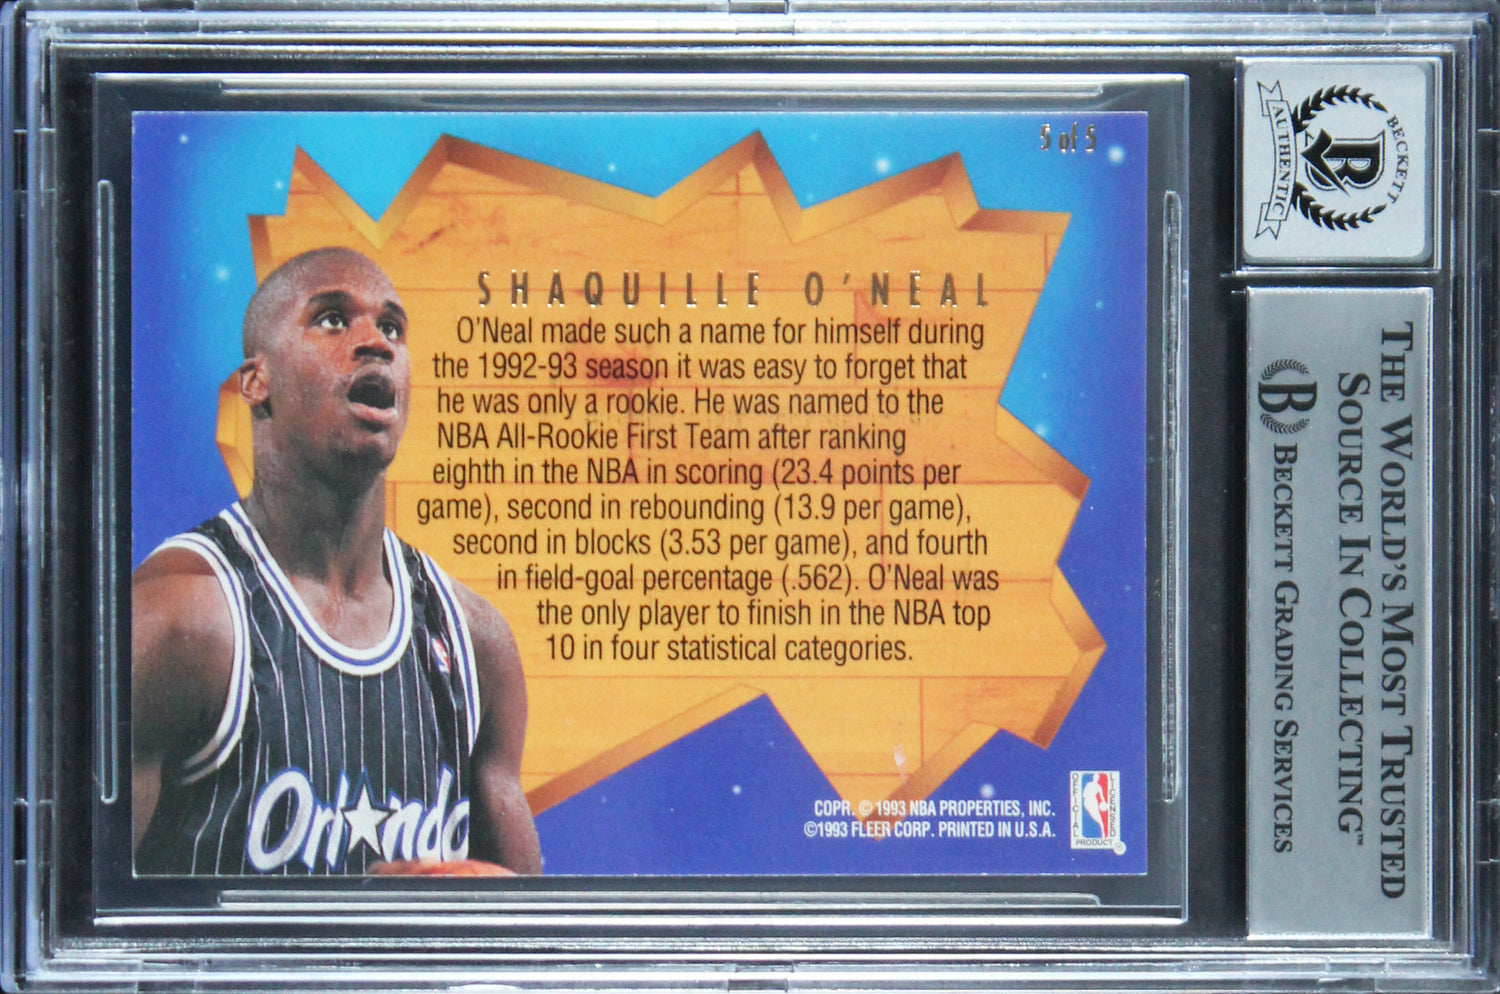 5 of 5
SHAQUILLE O'NEAL
O'Neal made such a name for himself during
the 1992-93 season it was easy to forget that
he was only a rookie. He was named to the
NBA All-Rookie First Team after ranking
eighth in the NBA in scoring (23.4 points per
game), second in rebounding (13.9 per game),
second in blocks (3.53 per game), and fourth
in field-goal percentage (.562). O'Neal was
the only player to finish in the NBA top
10 in four statistical categories.
Orlando
COPR. © 1993 NBA PROPERTIES, INC.
©1993 FLEER CORP. PRINTED IN U.S.A.
OFFICIAL
LICENSED
PRODUCT
®
BECKETT
B
AUTHENTIC
THE WORLD'S MOST TRUSTED
SOURCE IN COLLECTING™
B BECKETT GRADING SERVICES